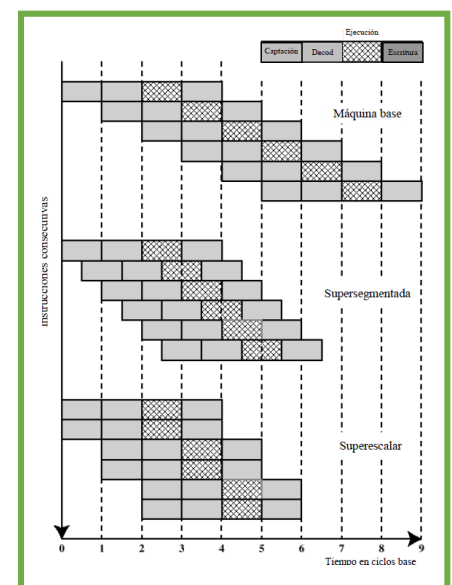 Ejecución
Captación Decod Escritura
Máquina base
Instrucciones consecutivas
Supersegmentada
Superescalar
0 1 2 3 4 5 6 7 8 9
Tiempo en ciclos base